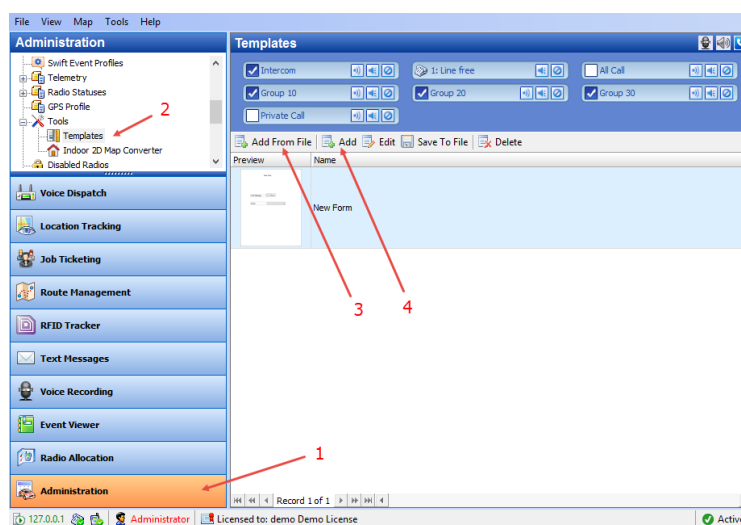 File View Map Tools Help
Administration
Swift Event Profiles
Telemetry
Radio Statuses
GPS Profile
Tools
Templates
Indoor 2D Map Converter
Disabled Radios
2
Voice Dispatch
Location Tracking
Job Ticketing
Route Management
RFID Tracker
Text Messages
Voice Recording
Event Viewer
Radio Allocation
Administration
Templates
Intercom 1: Line free All Call
Group 10 Group 20 Group 30
Private Call
Add From File Add Edit Save To File Delete
Preview Name
New Form
3 4
1
Record 1 of 1
127.0.0.1 Administrator Licensed to: demo Demo License Active